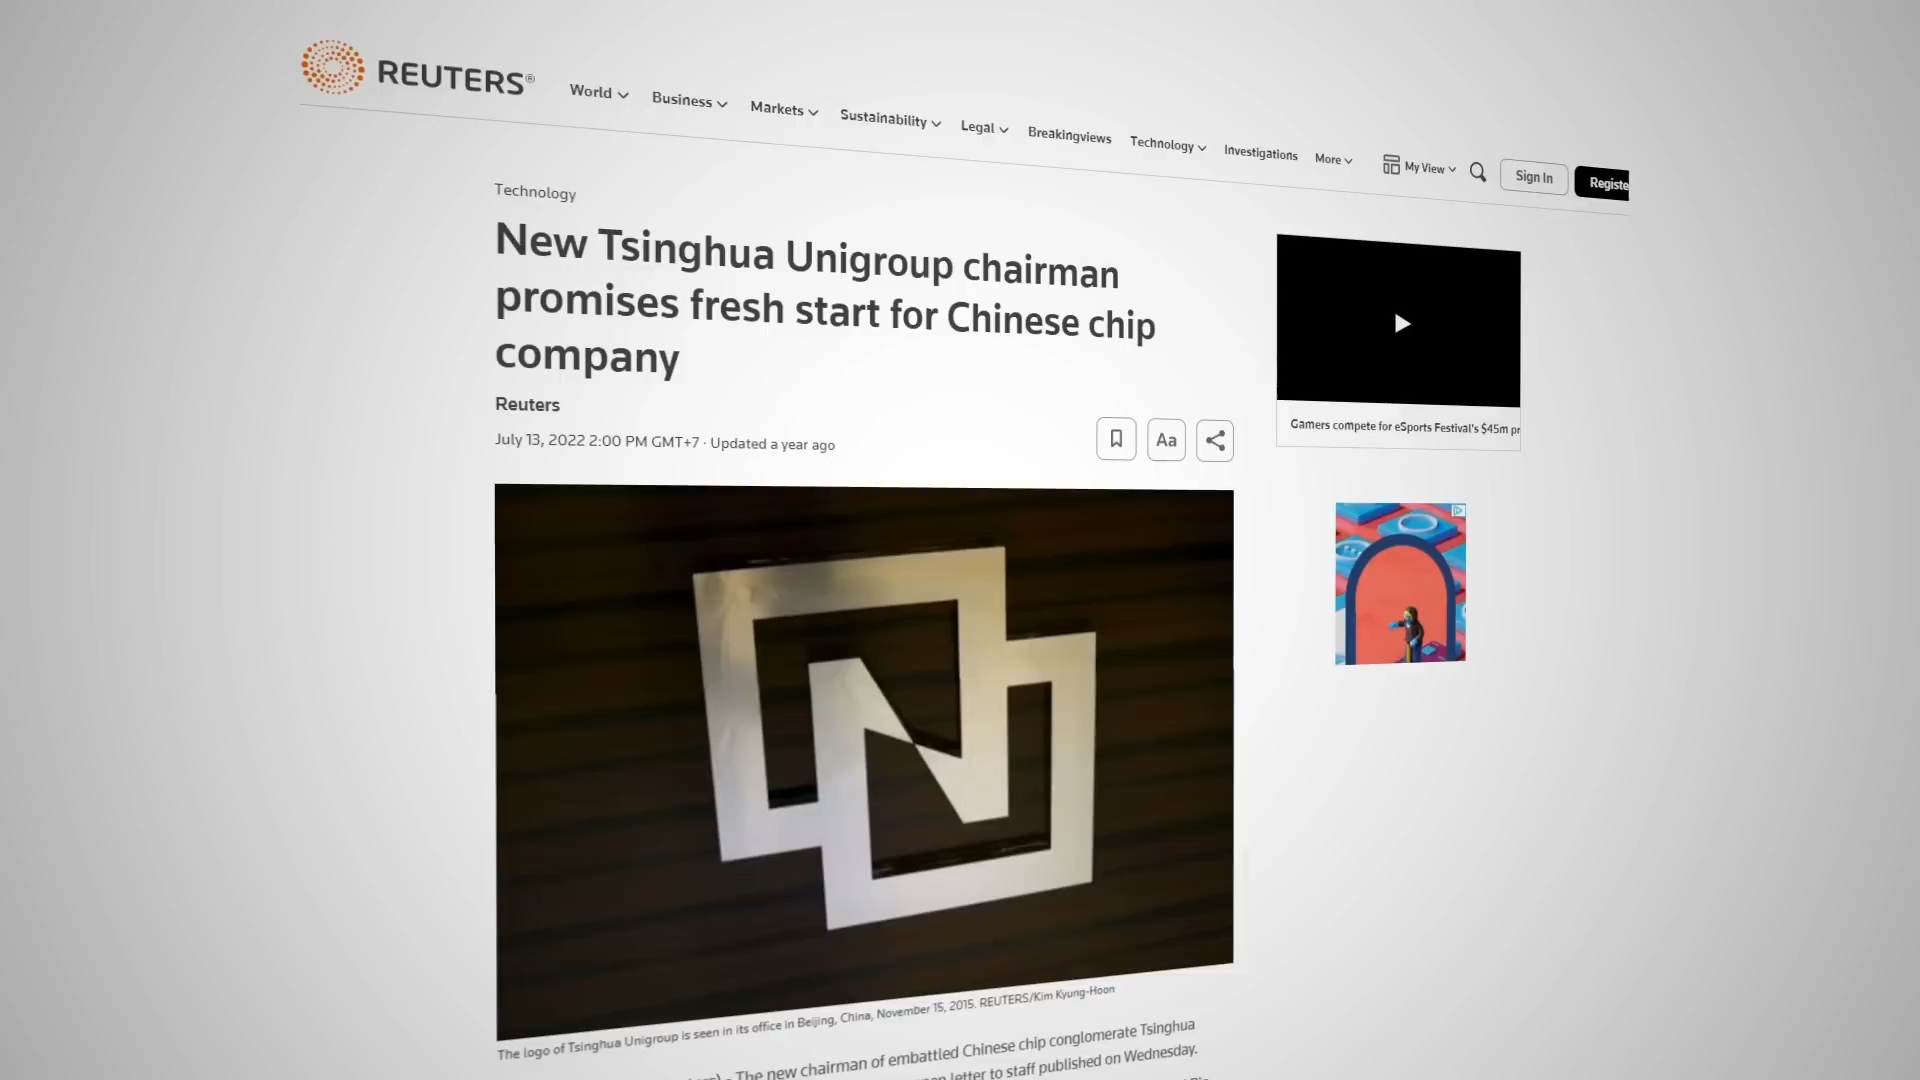 REUTERS®
World
Business
Markets
Sustainability
Legal
Breakingviews
Technology
Investigations
More
My View
Sign In
Technology
New Tsinghua Unigroup chairman
promises fresh start for Chinese chip
company
Reuters
July 13, 2022 2:00 PM GMT+7 · Updated a year ago
Aa
Gamers compete for eSports Festival's $45m
The logo of Tsinghua Unigroup is seen in its office in Beijing, China, November 15, 2015. REUTERS/Kim Kyung-Hoon
- The new chairman of embattled Chinese chip conglomerate Tsinghua
letter to staff published on Wednesday.